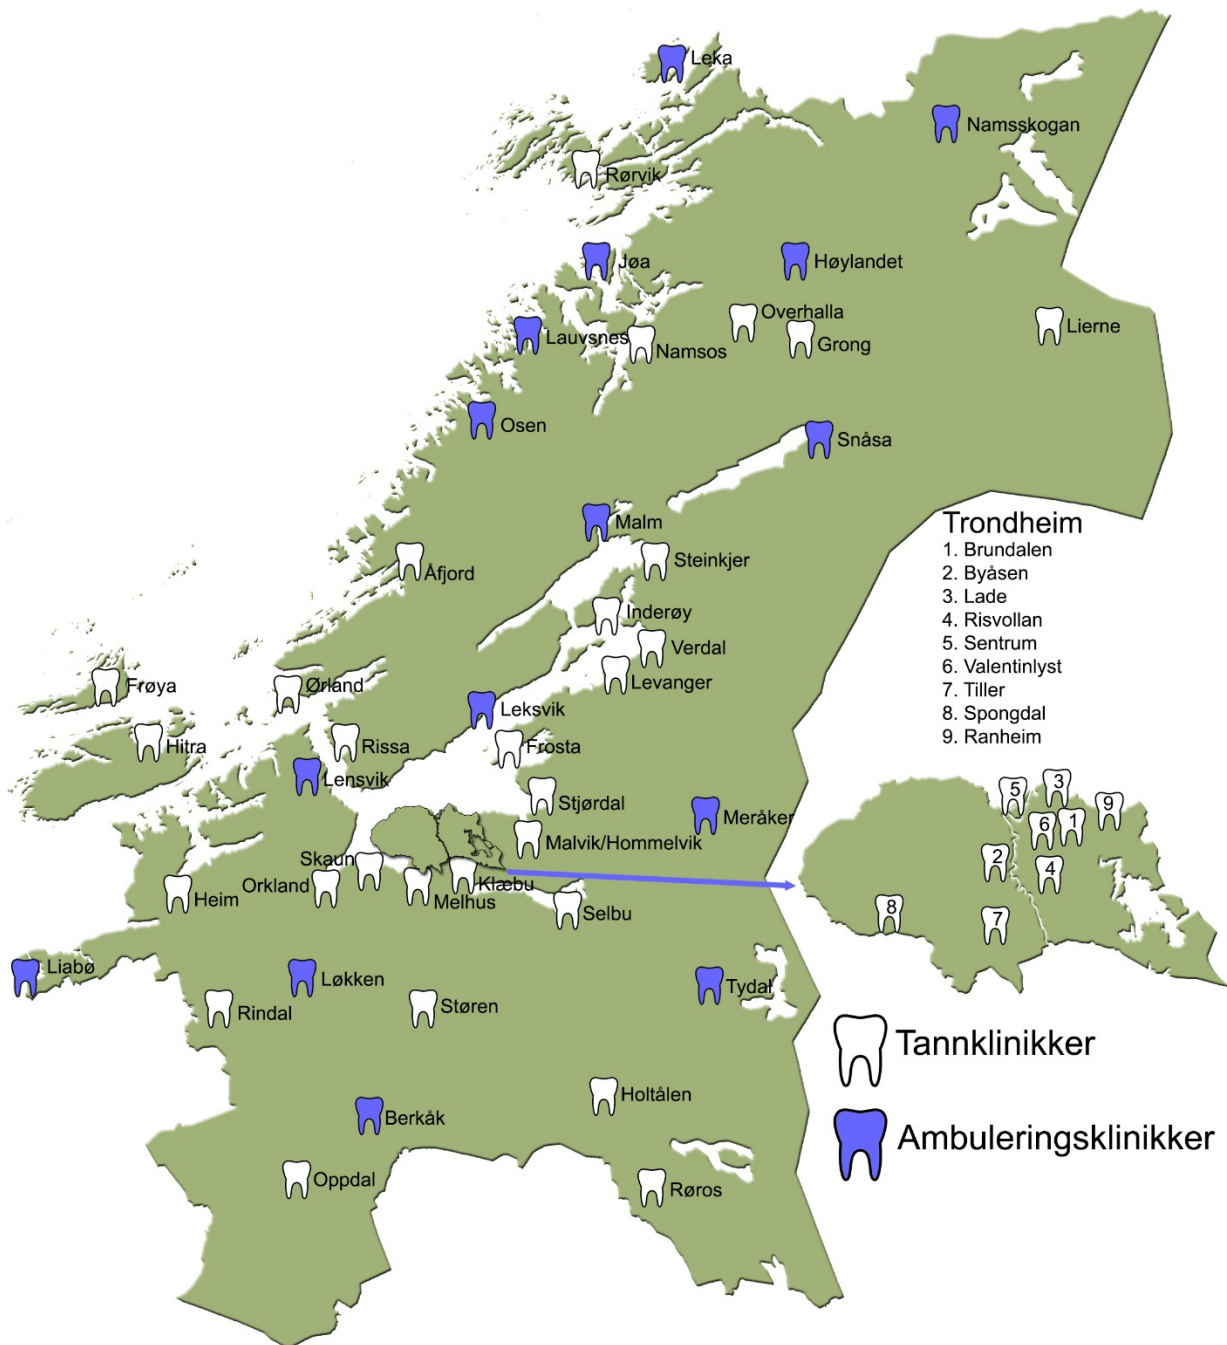 Leka
Namsskogan
Rørvik
Jøa
Høylandet
Overhalla
Lierne
Lauvsnes
Namsos
Grong
Osen
Snåsa
Malm
Steinkjer
Åfjord
Inderøy
Verdal
Levanger
Frøya
Ørland
Leksvik
Hitra
Rissa
Frosta
Lensvik
Stjørdal
Meråker
Malvik/Hommelvik
Skaun
Orkland
Klæbu
Melhus
Heim
Selbu
Liabø
Løkken
Tydal
Rindal
Støren
Holtålen
Berkåk
Oppdal
Røros
Trondheim
1. Brundalen
2. Byåsen
3. Lade
4. Risvollan
5. Sentrum
6. Valentinlyst
7. Tiller
8. Spongdal
9. Ranheim
5
3
9
6
1
2
4
8
7
Tannklinikker
Ambuleringsklinikker